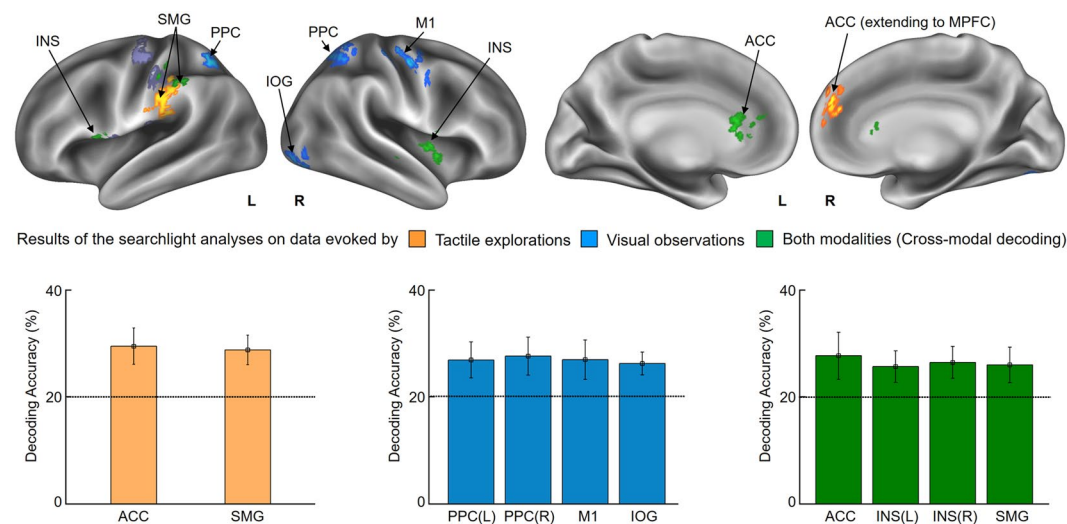 SMG
INS
PPC
PPC
M1
INS
IOG
L R
ACC (extending to MPFC)
ACC
L R
Results of the searchlight analyses on data evoked by Tactile explorations Visual observations Both modalities (Cross-modal decoding)
Decoding Accuracy (%)
40
20
0
ACC SMG
Decoding Accuracy (%)
40
20
0
PPC(L) PPC(R) M1 IOG
Decoding Accuracy (%)
40
20
0
ACC INS(L) INS(R) SMG